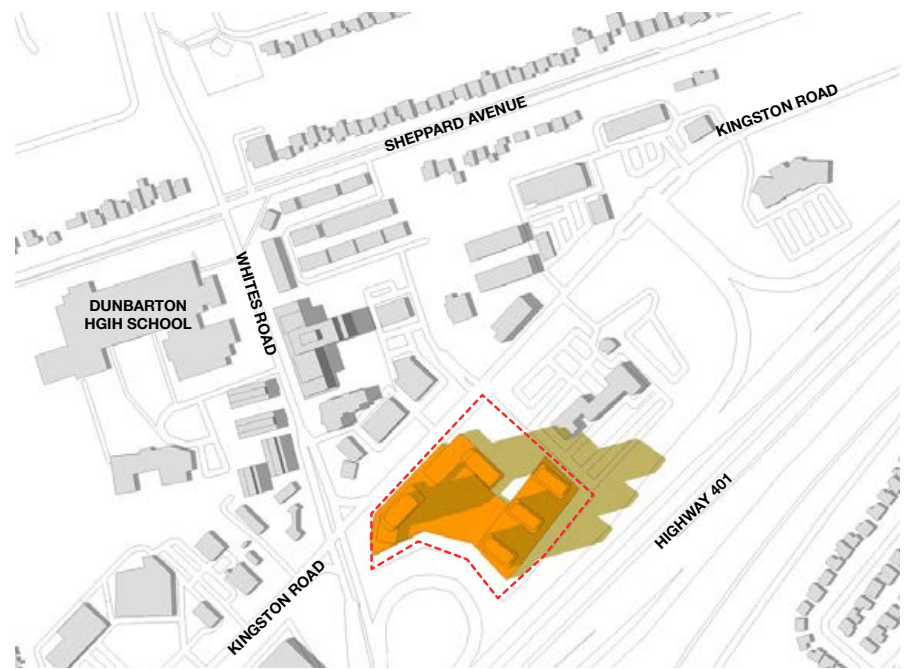 SHEPPARD AVENUE
KINGSTON ROAD
WHITES ROAD
DUNBARTON
HGIH SCHOOL
HIGHWAY 401
KINGSTON ROAD